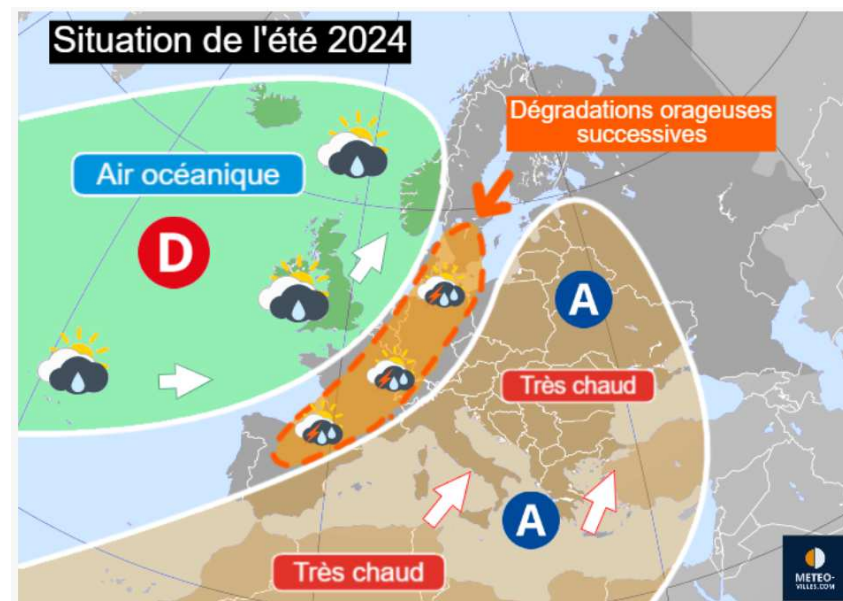 Situation de l'été 2024
Dégradations orageuses
successives
Air océanique
D
A
Très chaud
A
Très chaud
METEO-
VILLES.COM